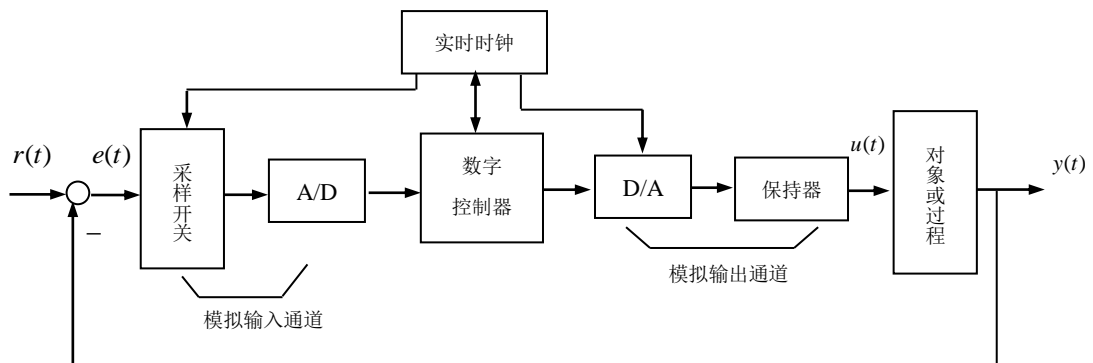 实时时钟
r(t)
e(t)
采样开关
A/D
数字
控制器
D/A
保持器
u(t)
对象或过程
y(t)
−
模拟输入通道
模拟输出通道